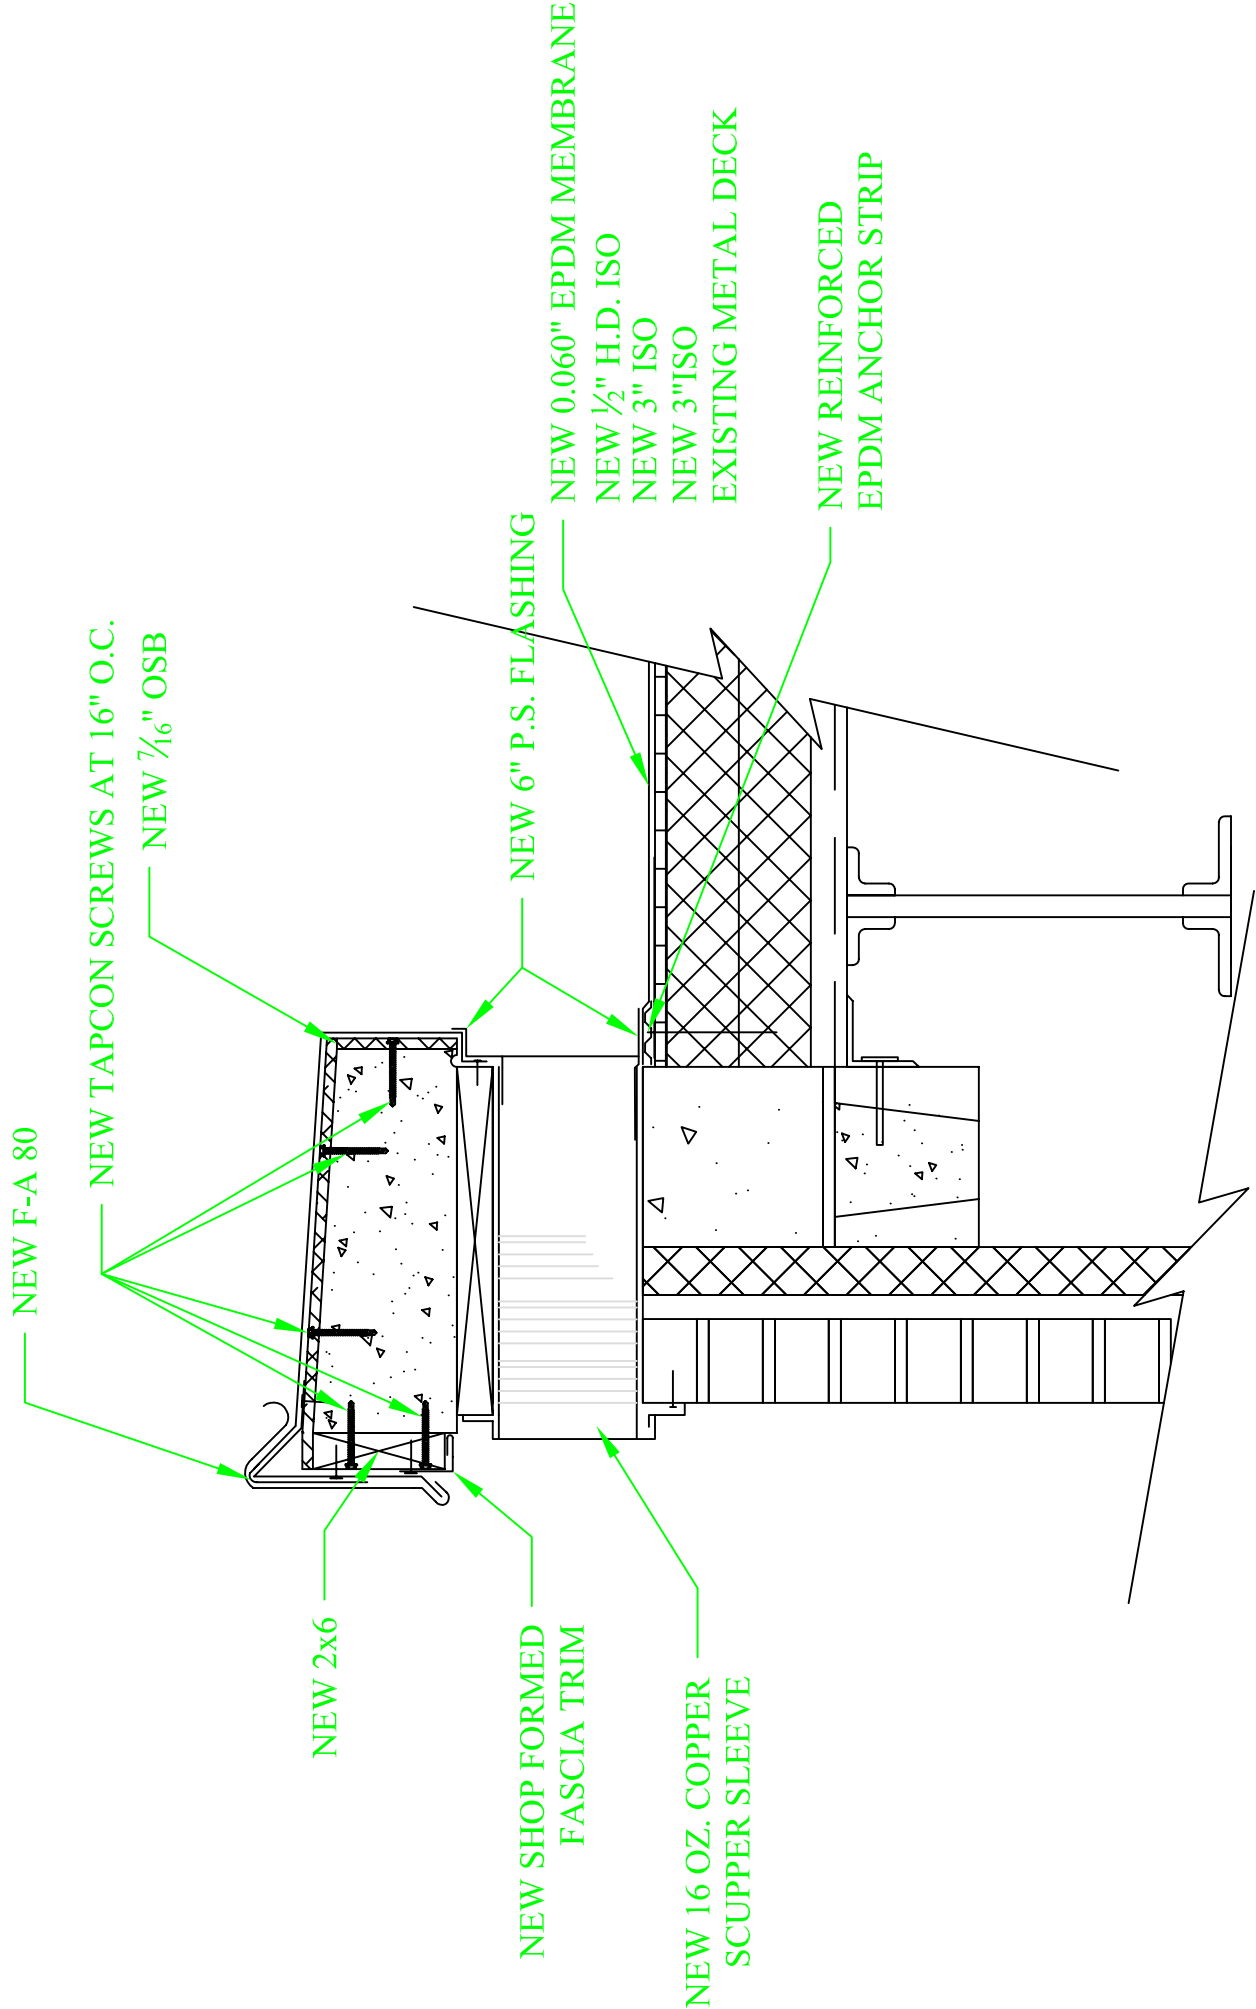 NEW F-A 80
NEW TAPCON SCREWS AT 16" O.C.
NEW 7/16" OSB
NEW 6" P.S. FLASHING
NEW 0.060" EPDM MEMBRANE
NEW 1/2" H.D. ISO
NEW 3" ISO
NEW 3"ISO
EXISTING METAL DECK
NEW REINFORCED
EPDM ANCHOR STRIP
NEW 2x6
NEW SHOP FORMED
FASCIA TRIM
NEW 16 OZ. COPPER
SCUPPER SLEEVE